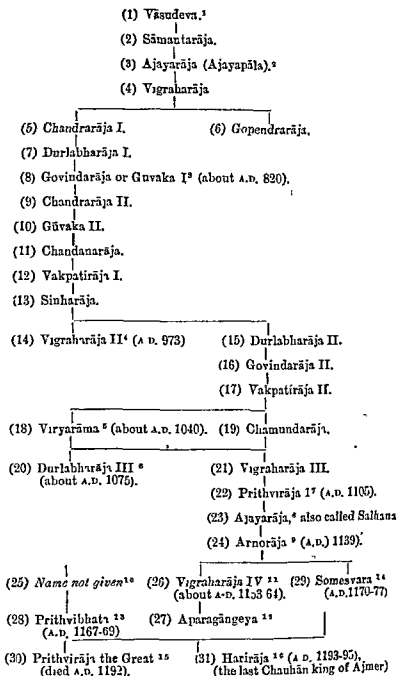 (1) Vāsudeva.¹
(2) Sāmantarāja.
(3) Ajayarāja (Ajayapāla).²
(4) Vıgraharāja
(5) Chandrarāja I. (6) Gopendrarāja.
(7) Durlabharāja I.
(8) Govindarāja or Guvaka I³ (about A.D. 820).
(9) Chandrarāja II.
(10) Gūvaka II.
(11) Chandanarāja.
(12) Vakpatirāja I.
(13) Sinharāja.
(14) Vıgraharāja II⁴ (A D 973) (15) Durlabharāja II.
(16) Govindarāja II.
(17) Vakpatirāja II.
(18) Vıryarāma ⁵ (about A.D. 1040). (19) Chamundarāja.
(20) Durlabharāja III ⁶ (21) Vıgraharāja III.
(about A.D. 1075).
(22) Prithvırāja I⁷ (A.D. 1105).
(23) Ajayarāja,⁸ also called Salhana
(24) Arnorāja ⁹ (A.D.) 1139).
(25) Name not given¹⁰ (26) Vıgraharāja IV ¹¹ (29) Somesvara ¹⁴
(about A.D. 1153 64). (A.D.1170-77)
(28) Prithvibhata ¹³ (27) Aparagāngeya ¹²
(A.D. 1167-69)
(30) Prithvirāja the Great ¹⁵ (31) Harirāja ¹⁶ (A D. 1193-95),
(died A.D. 1192). (the last Chauhān king of Ajmer)